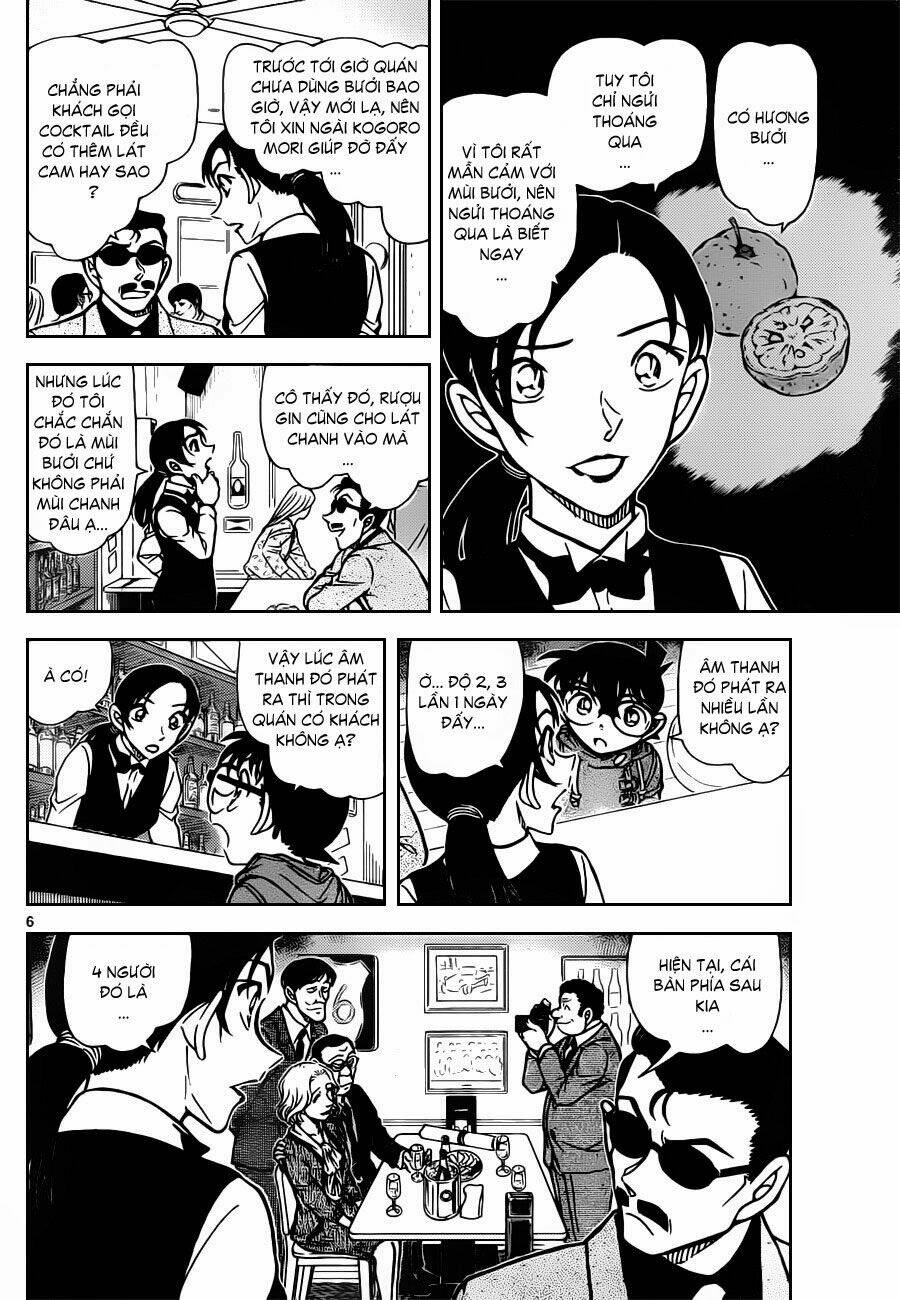 CÓ HƯƠNG
BƯỞI
...
TUY TÔI
CHỈ NGỬI
THOÁNG
QUA
...
VÌ TÔI RẤT
MẪN CẢM VỚI
MÙI BƯỞI, NÊN
NGỬI THOÁNG
QUA LÀ BIẾT
NGAY
...
TRƯỚC TỚI GIỜ QUÁN
CHƯA DÙNG BƯỞI BAO
GIỜ, VẬY MỚI LẠ, NÊN
TÔI XIN NGÀI KOGORO
MORI GIÚP ĐỠ ĐẤY
CHẲNG PHẢI
KHÁCH GỌI
COCKTAIL ĐỀU
CÓ THÊM LÁT
CAM HAY SAO
?
CÔ THẤY ĐÓ, RƯỢU
GIN CŨNG CHO LÁT
CHANH VÀO MÀ
...
NHƯNG LÚC
ĐÓ TÔI
CHẮC CHẮN
ĐÓ LÀ MÙI
BƯỞI CHỨ
KHÔNG PHẢI
MÙI CHANH
ĐÂU Ạ...
ÂM THANH
ĐÓ PHÁT RA
NHIỀU LẦN
KHÔNG Ạ?
Ờ... ĐỘ 2, 3
LẦN 1 NGÀY
ĐẤY...
VẬY LÚC ÂM
THANH ĐÓ PHÁT
RA THÌ TRONG
QUÁN CÓ KHÁCH
KHÔNG Ạ?
À CÓ!
6
HIỆN TẠI, CÁI
BÀN PHÍA SAU
KIA
...
4 NGƯỜI
ĐÓ LÀ
...
6